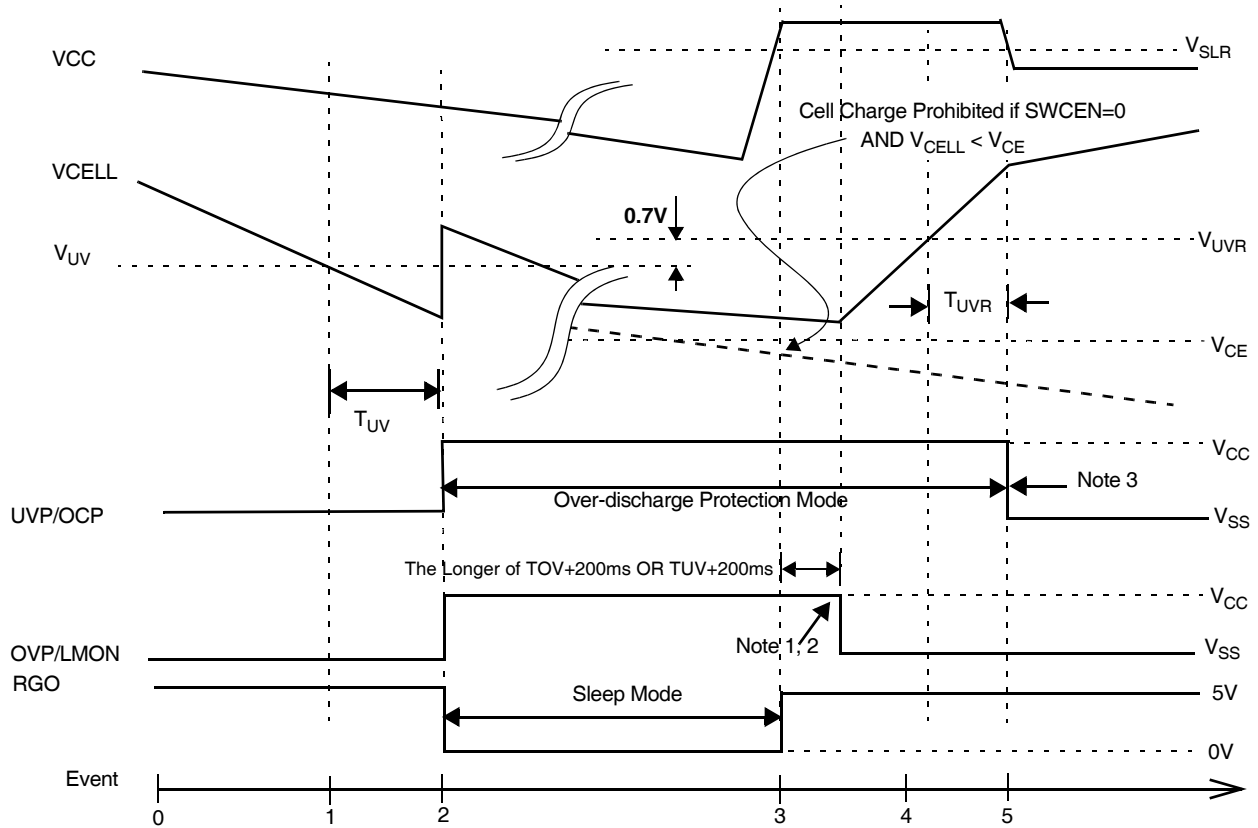 VCC
V_SLR
Cell Charge Prohibited if SWCEN=0
AND V_CELL < V_CE
VCELL
0.7V
V_UV
V_UVR
T_UVR
V_CE
T_UV
V_CC
Note 3
Over-discharge Protection Mode
UVP/OCP
V_SS
The Longer of TOV+200ms OR TUV+200ms
V_CC
Note 1, 2
OVP/LMON
V_SS
RGO
Sleep Mode
5V
0V
Event
0 1 2 3 4 5